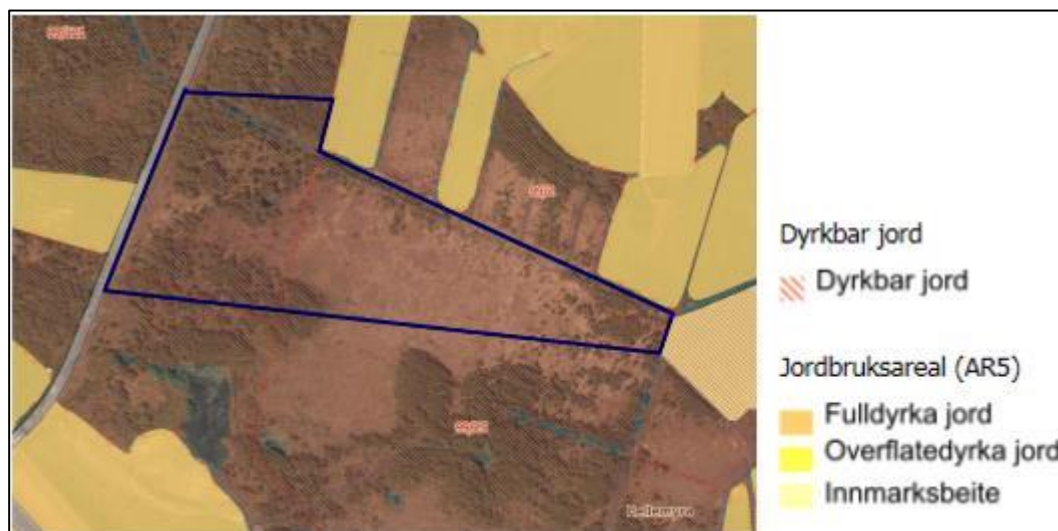 Dyrkbar jord
Dyrkbar jord
Jordbruksareal (AR5)
Fulldyrka jord
Overflatedyrka jord
Innmarksbeite